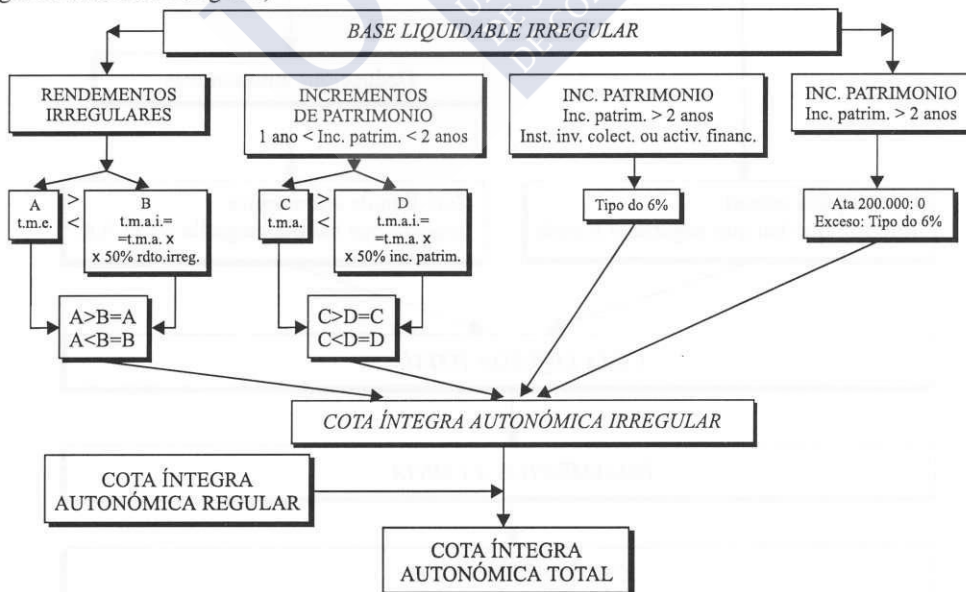 BASE LIQUIDABLE IRREGULAR
RENDEMENTOS
IRREGULARES
INCREMENTOS
DE PATRIMONIO
1 ano < Inc. patrim. < 2 anos
INC. PATRIMONIO
Inc. patrim. > 2 anos
Inst. inv. colect. ou activ. financ.
INC. PATRIMONIO
Inc. patrim. > 2 anos
A
t.m.e.
>
<
B
t.m.a.i.=
=t.m.a. x
x 50% rdto.irreg.
C
t.m.a.
>
<
D
t.m.a.i.=
=t.m.a. x
x 50% inc. patrim.
Tipo do 6%
Ata 200.000: 0
Exceso: Tipo do 6%
A>B=A
A<B=B
C>D=C
C<D=D
COTA ÍNTEGRA AUTONÓMICA IRREGULAR
COTA ÍNTEGRA
AUTONÓMICA REGULAR
COTA ÍNTEGRA
AUTONÓMICA TOTAL